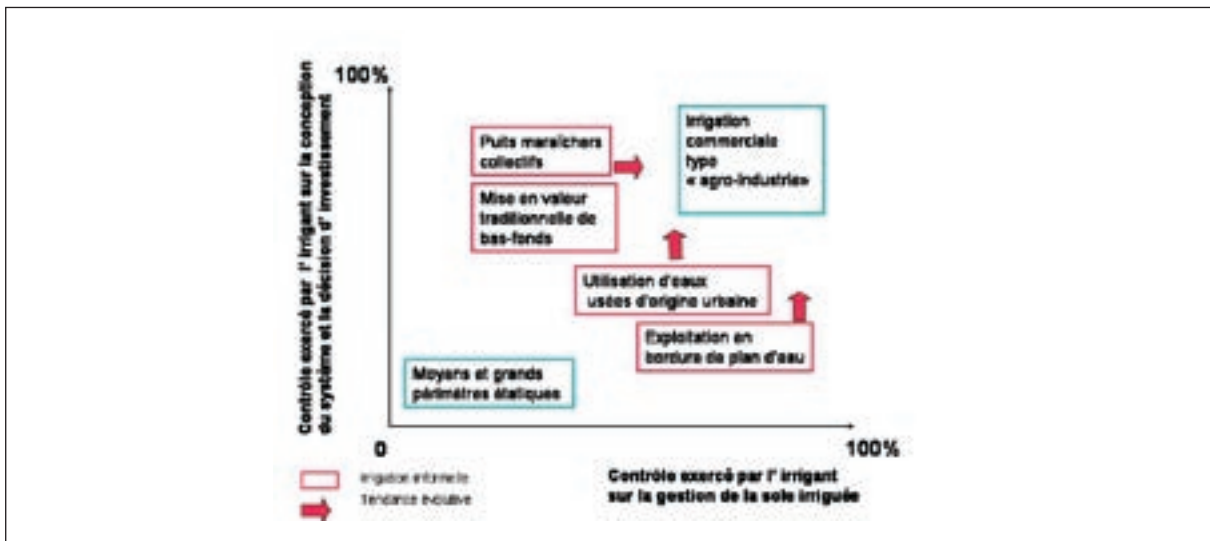 100%
Contrôle exercé par l' irrigant sur la conception
du système et la décision d' investissement
Puits maraîchers
collectifs
Irrigation
commerciale
type
« agro-industrie»
Mise en valeur
traditionnelle de
bas-fonds
Utilisation d'eaux
usées d'origine urbaine
Exploitation en
bordure de plan d'eau
Moyens et grands
périmètres étatiques
0
100%
Contrôle exercé par l' irrigant
sur la gestion de la sole irriguée
Irrigation informelle
Tendance évolutive